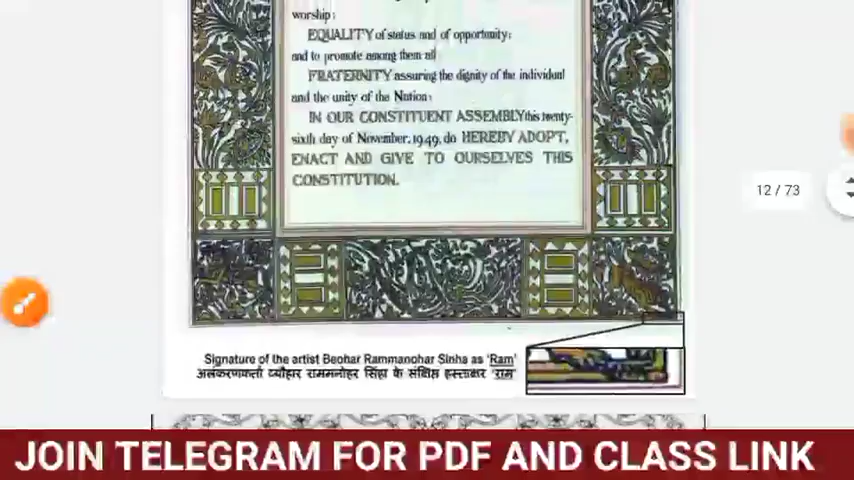 worship;
EQUALITY of status and of opportunity;
and to promote among them all
FRATERNITY assuring the dignity of the individual
and the unity of the Nation;
IN OUR CONSTITUENT ASSEMBLY this twenty-
sixth day of November, 1949, do HEREBY ADOPT,
ENACT AND GIVE TO OURSELVES THIS
CONSTITUTION.
12 / 73
Signature of the artist Beohar Rammanohar Sinha as 'Ram'
अलंकरणकर्ता ब्यौहार राममनोहर सिंहा के संक्षिप्त हस्ताक्षर 'राम'
JOIN TELEGRAM FOR PDF AND CLASS LINK